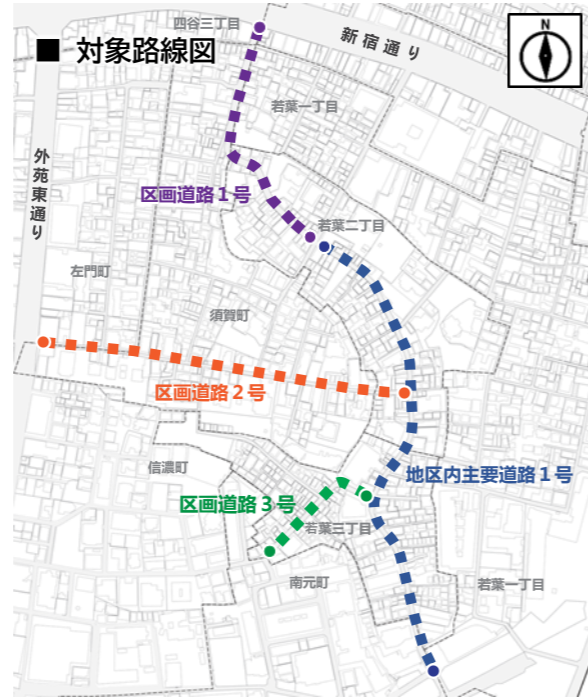 四谷三丁目
N
■ 対象路線図
新宿通り
若葉一丁目
外苑東通り
区画道路1号
若葉二丁目
左門町
須賀町
区画道路2号
信濃町
地区内主要道路1号
区画道路3号
若葉三丁目
南元町
若葉一丁目